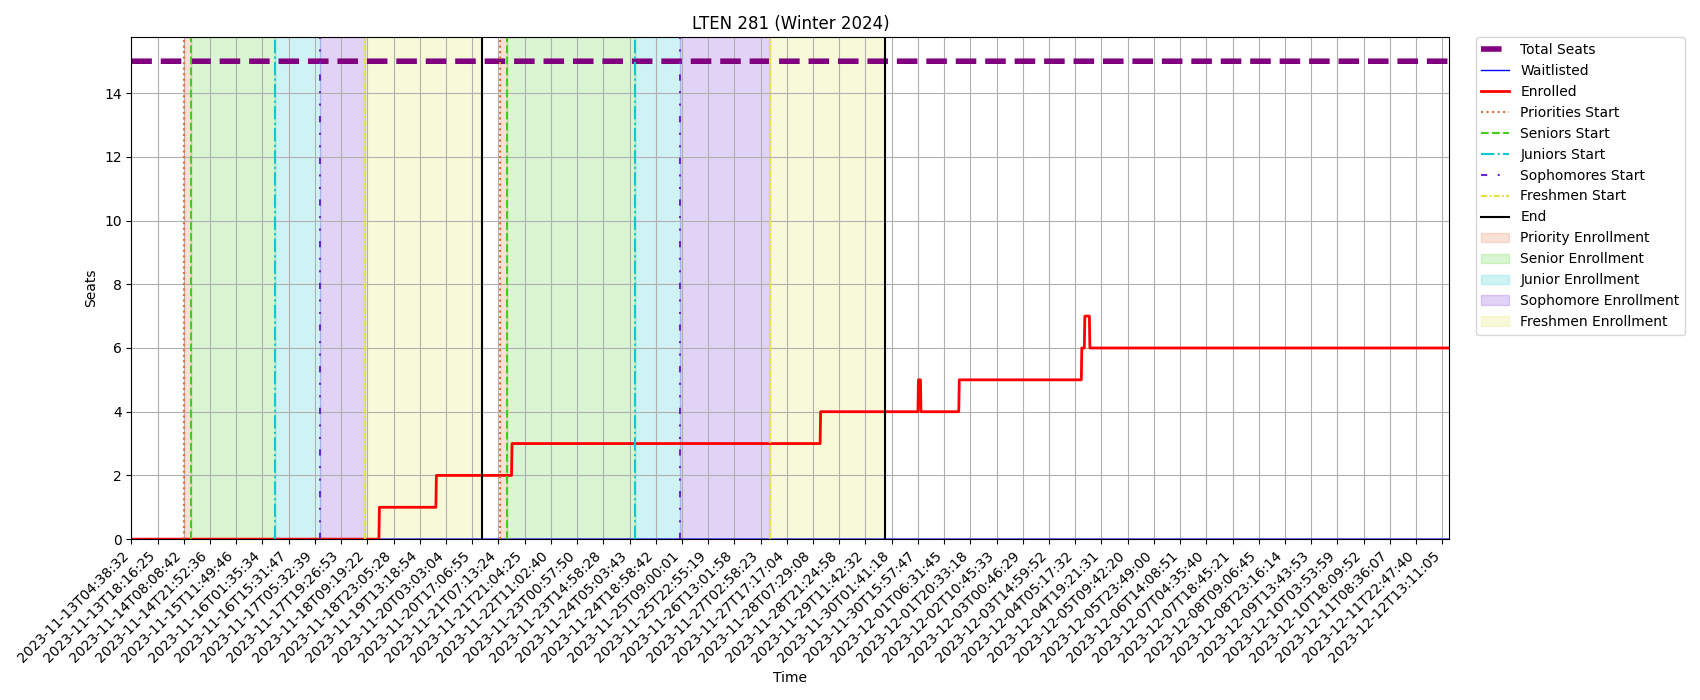 LTEN 281 (Winter 2024)
Seats
14
12
10
8
6
4
2
0
2023-11-13T04:38:32
2023-11-13T18:16:25
2023-11-14T08:08:42
2023-11-14T21:52:36
2023-11-15T11:49:46
2023-11-16T01:35:34
2023-11-16T15:31:47
2023-11-17T05:32:39
2023-11-17T19:26:53
2023-11-18T09:19:22
2023-11-18T23:05:28
2023-11-19T13:18:54
2023-11-20T03:03:04
2023-11-20T17:06:55
2023-11-21T07:13:24
2023-11-21T21:04:25
2023-11-22T11:02:40
2023-11-23T00:57:50
2023-11-23T14:58:28
2023-11-24T05:03:43
2023-11-24T18:58:42
2023-11-25T09:00:01
2023-11-25T22:55:19
2023-11-26T13:01:58
2023-11-27T02:58:23
2023-11-27T17:17:04
2023-11-28T07:29:08
2023-11-28T21:24:58
2023-11-29T11:42:32
2023-11-30T01:41:18
2023-11-30T15:57:47
2023-12-01T06:31:45
2023-12-01T20:33:18
2023-12-02T10:45:33
2023-12-03T00:46:29
2023-12-03T14:59:52
2023-12-04T05:17:32
2023-12-04T19:21:31
2023-12-05T09:42:20
2023-12-05T23:49:00
2023-12-06T14:08:51
2023-12-07T04:35:40
2023-12-07T18:45:21
2023-12-08T09:06:45
2023-12-08T23:16:14
2023-12-09T13:43:53
2023-12-10T03:53:59
2023-12-10T18:09:52
2023-12-11T08:36:07
2023-12-11T22:47:40
2023-12-12T13:11:05
Time
Total Seats
Waitlisted
Enrolled
Priorities Start
Seniors Start
Juniors Start
Sophomores Start
Freshmen Start
End
Priority Enrollment
Senior Enrollment
Junior Enrollment
Sophomore Enrollment
Freshmen Enrollment